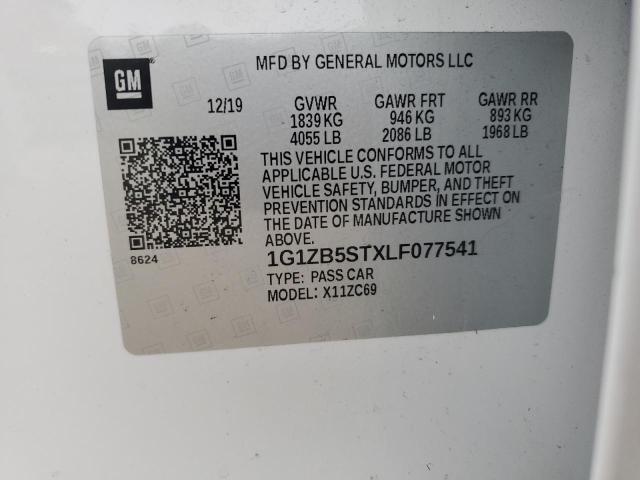 GM
MFD BY GENERAL MOTORS LLC
12/19 GVWR GAWR FRT GAWR RR
1839 KG 946 KG 893 KG
4055 LB 2086 LB 1968 LB
THIS VEHICLE CONFORMS TO ALL
APPLICABLE U.S. FEDERAL MOTOR
VEHICLE SAFETY, BUMPER, AND THEFT
PREVENTION STANDARDS IN EFFECT ON
THE DATE OF MANUFACTURE SHOWN
ABOVE.
8624
1G1ZB5STXLF077541
TYPE: PASS CAR
MODEL: X11ZC69